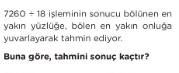 7260 ÷ 18 işleminin sonucu bölünen en
yakın yüzlüğe, bölen en yakın onluğa
yuvarlayarak tahmin ediyor.
Buna göre, tahmini sonuç kaçtır?